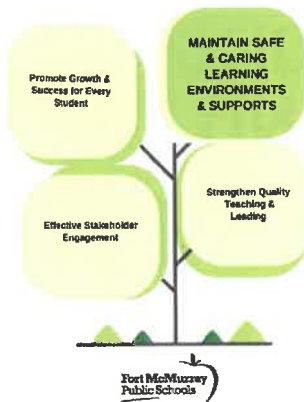 Promote Growth &
Success for Every
Student
MAINTAIN SAFE
& CARING
LEARNING
ENVIRONMENTS
& SUPPORTS
Effective Stakeholder
Engagement
Strengthen Quality
Teaching &
Leading
Fort McMurray
Public Schools